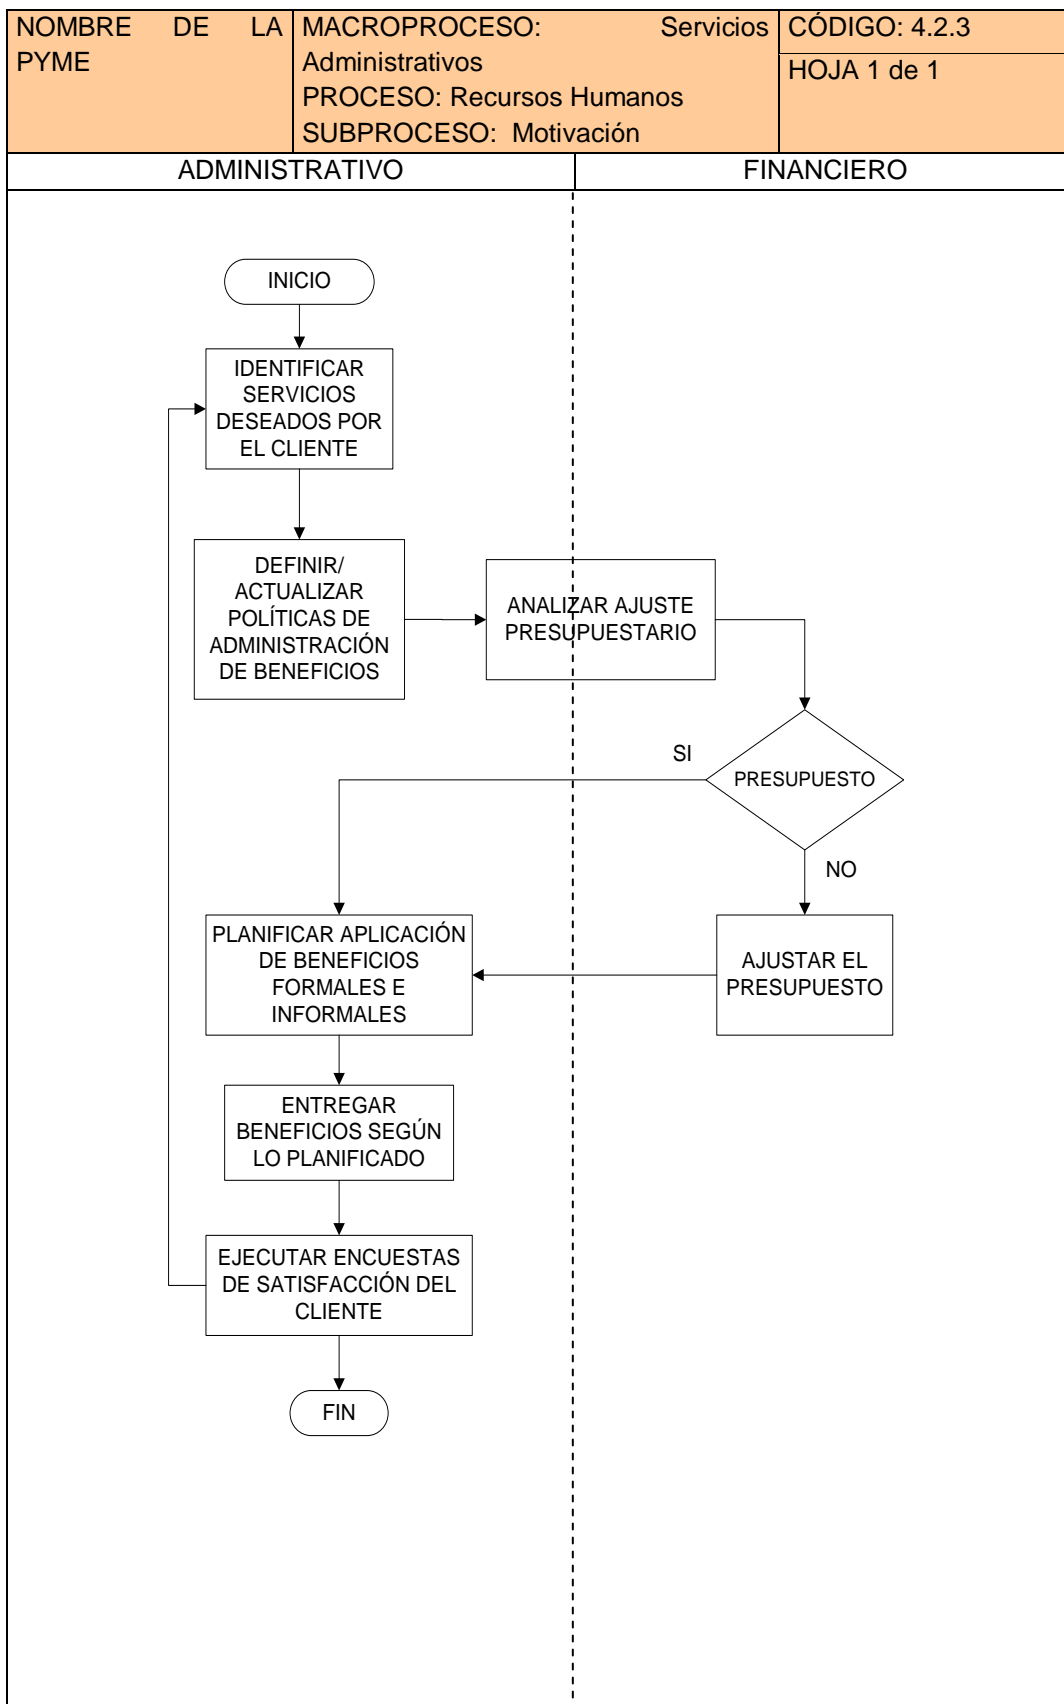 NOMBRE DE LA
PYME
MACROPROCESO: Servicios
Administrativos
PROCESO: Recursos Humanos
SUBPROCESO: Motivación
CÓDIGO: 4.2.3
HOJA 1 de 1
ADMINISTRATIVO
FINANCIERO
INICIO
IDENTIFICAR
SERVICIOS
DESEADOS POR
EL CLIENTE
DEFINIR/
ACTUALIZAR
POLÍTICAS DE
ADMINISTRACIÓN
DE BENEFICIOS
ANALIZAR AJUSTE
PRESUPUESTARIO
SI
PRESUPUESTO
NO
PLANIFICAR APLICACIÓN
DE BENEFICIOS
FORMALES E
INFORMALES
AJUSTAR EL
PRESUPUESTO
ENTREGAR
BENEFICIOS SEGÚN
LO PLANIFICADO
EJECUTAR ENCUESTAS
DE SATISFACCIÓN DEL
CLIENTE
FIN